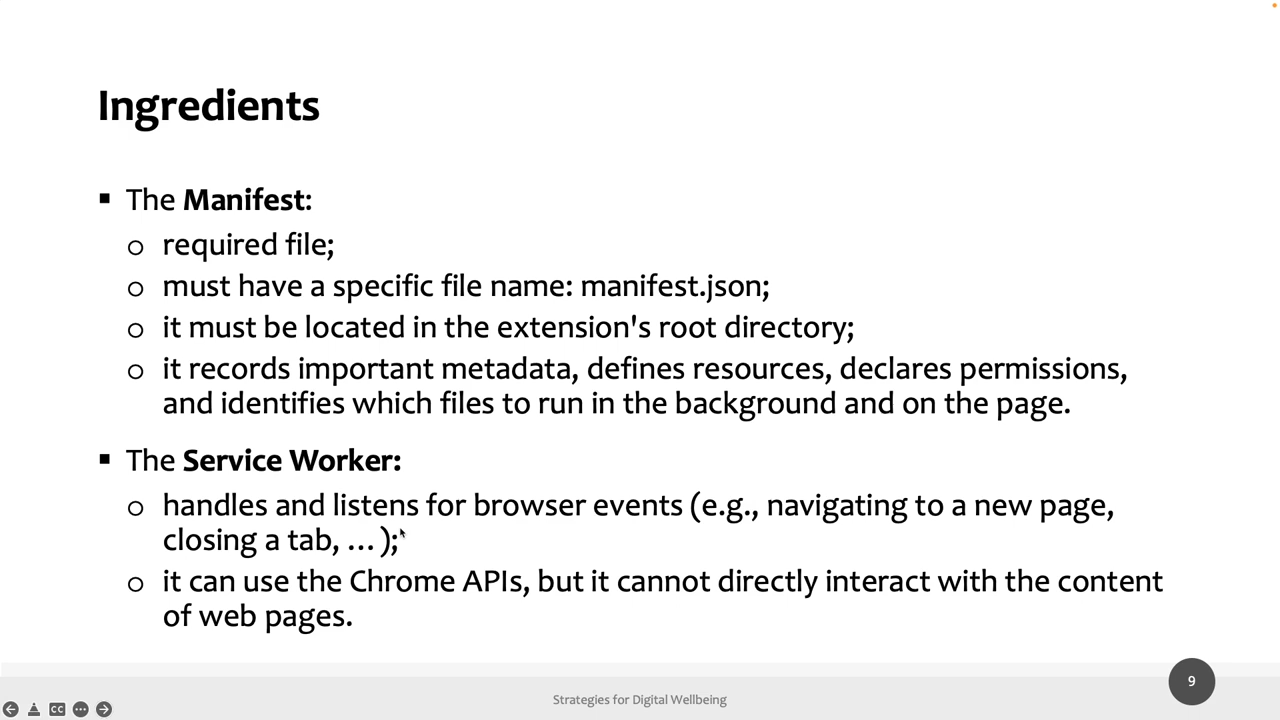 Ingredients
▪ The Manifest:
o required file;
o must have a specific file name: manifest.json;
o it must be located in the extension's root directory;
o it records important metadata, defines resources, declares permissions,
and identifies which files to run in the background and on the page.
▪ The Service Worker:
o handles and listens for browser events (e.g., navigating to a new page,
closing a tab, … );
o it can use the Chrome APIs, but it cannot directly interact with the content
of web pages.
Strategies for Digital Wellbeing
9
CC